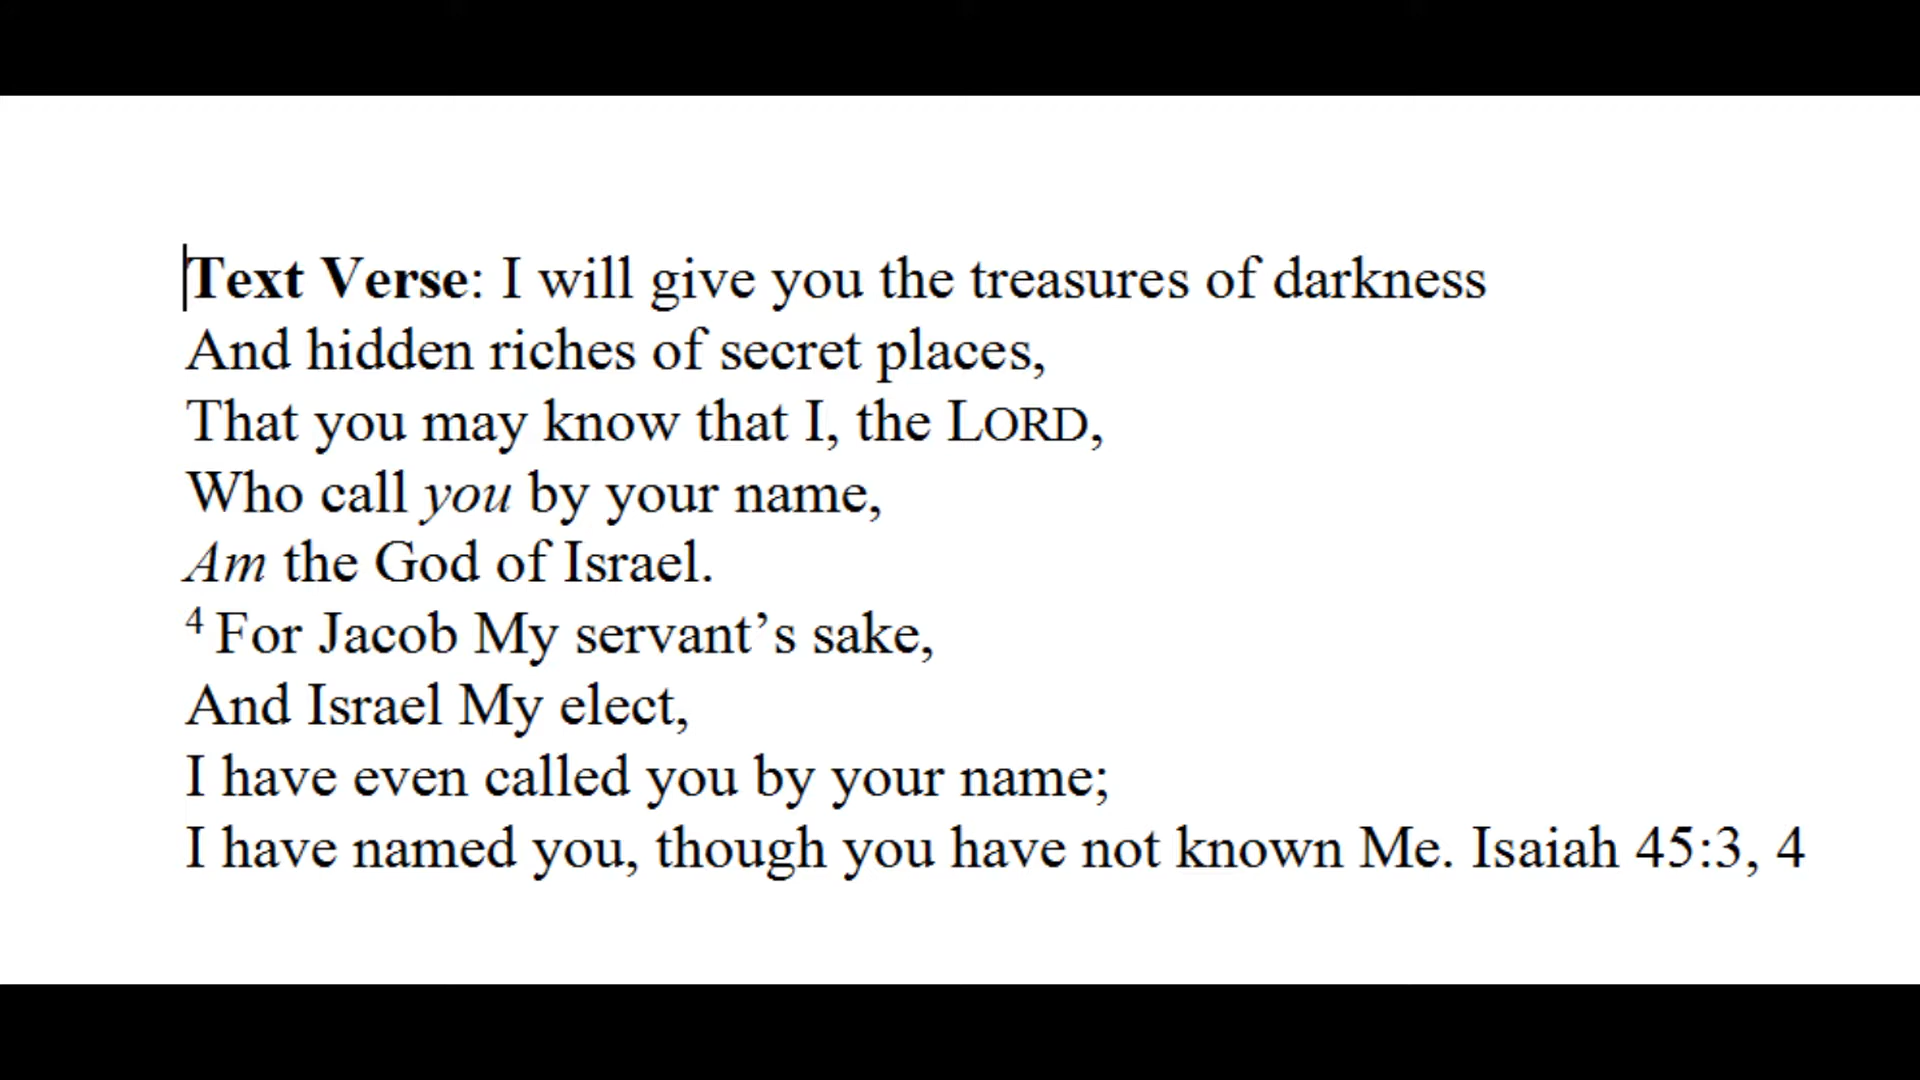 Text Verse: I will give you the treasures of darkness
And hidden riches of secret places,
That you may know that I, the LORD,
Who call you by your name,
Am the God of Israel.
4 For Jacob My servant’s sake,
And Israel My elect,
I have even called you by your name;
I have named you, though you have not known Me. Isaiah 45:3, 4